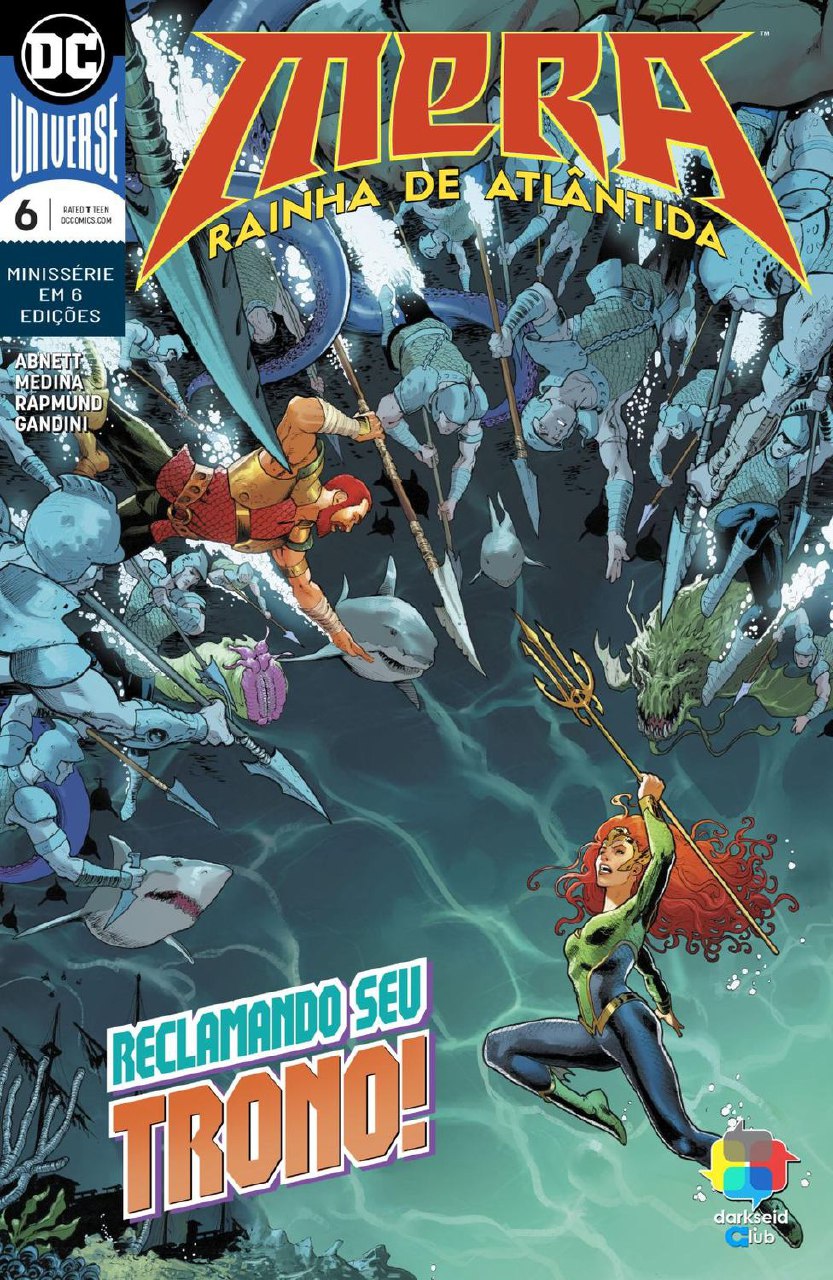 DC
UNIVERSE
6
RATED T TEEN
DCCOMICS.COM
MINISSÉRIE
EM 6
EDIÇÕES
ABNETT
MEDINA
RAPMUND
GANDINI
MERA
™
RAINHA DE ATLÂNTIDA
RECLAMANDO SEU
TRONO!
darkseid
club